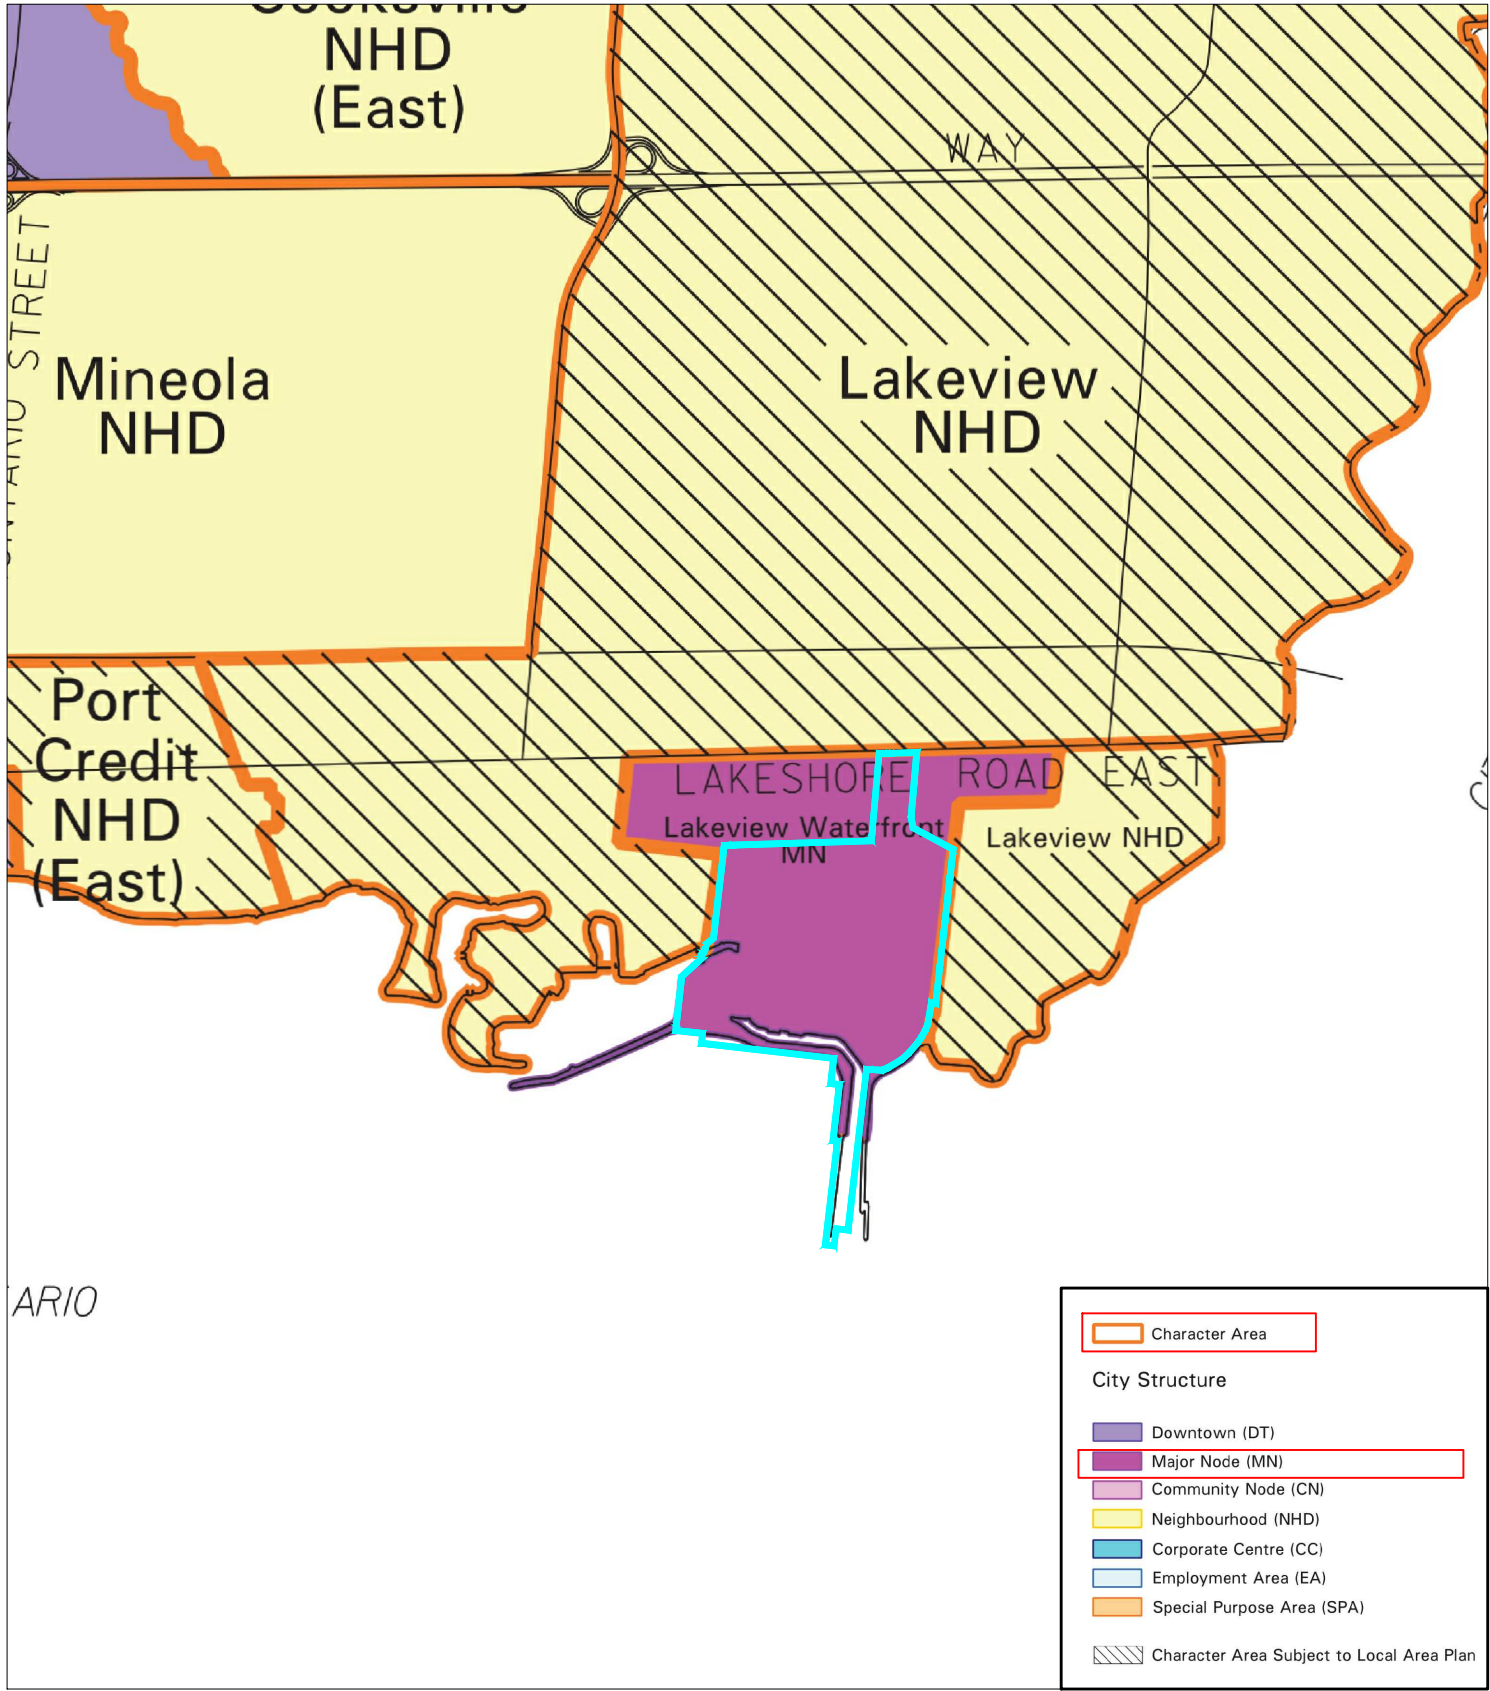 NHD
(East)
WAY
STREET
Mineola
NHD
Lakeview
NHD
Port
Credit
NHD
(East)
LAKESHORE ROAD EAST
Lakeview Waterfront
MN
Lakeview NHD
ARIO
Character Area
City Structure
Downtown (DT)
Major Node (MN)
Community Node (CN)
Neighbourhood (NHD)
Corporate Centre (CC)
Employment Area (EA)
Special Purpose Area (SPA)
Character Area Subject to Local Area Plan